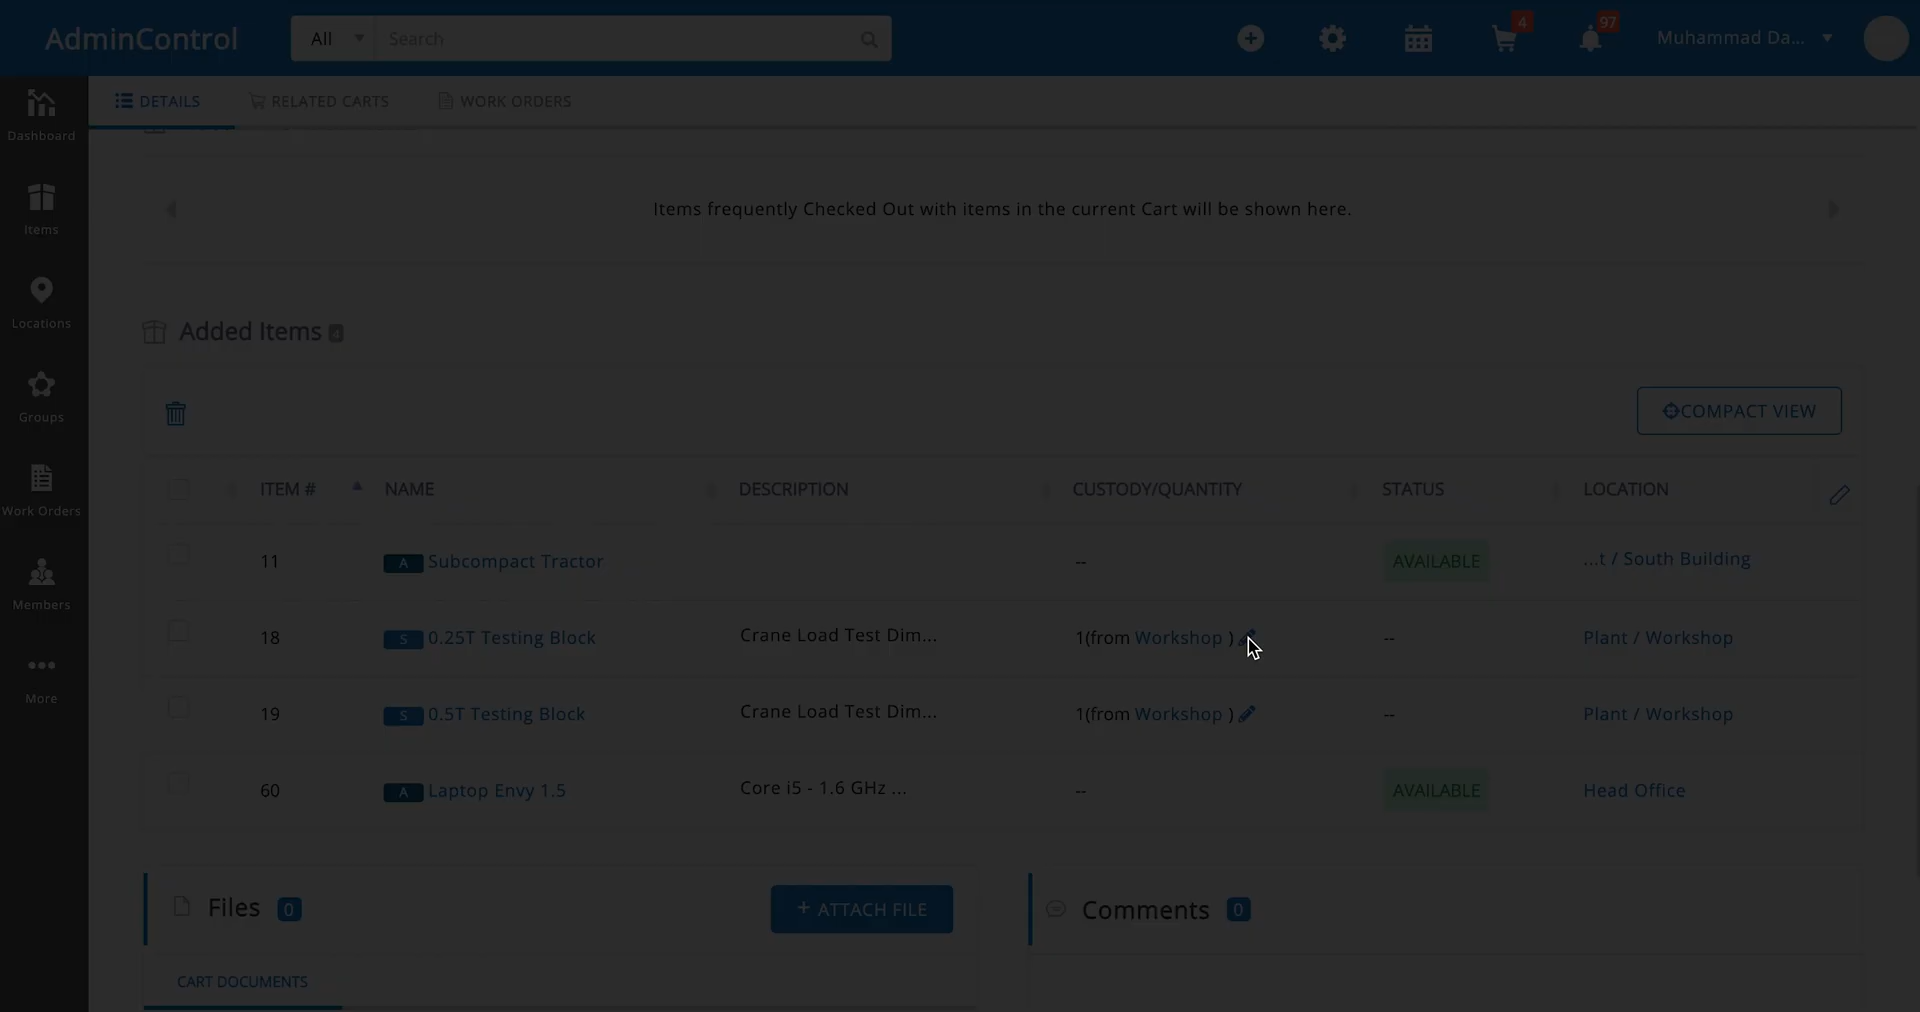 AdminControl
All
Search
4
97
Muhammad Da...
Dashboard
Items
Locations
Groups
Work Orders
Members
More
DETAILS
RELATED CARTS
WORK ORDERS
Items frequently Checked Out with items in the current Cart will be shown here.
Added Items 4
COMPACT VIEW
ITEM # NAME DESCRIPTION CUSTODY/QUANTITY STATUS LOCATION
11 A Subcompact Tractor -- AVAILABLE ...t / South Building
18 S 0.25T Testing Block Crane Load Test Dim... 1(from Workshop ) -- Plant / Workshop
19 S 0.5T Testing Block Crane Load Test Dim... 1(from Workshop ) -- Plant / Workshop
60 A Laptop Envy 1.5 Core i5 - 1.6 GHz ... -- AVAILABLE Head Office
Files 0
+ ATTACH FILE
CART DOCUMENTS
Comments 0